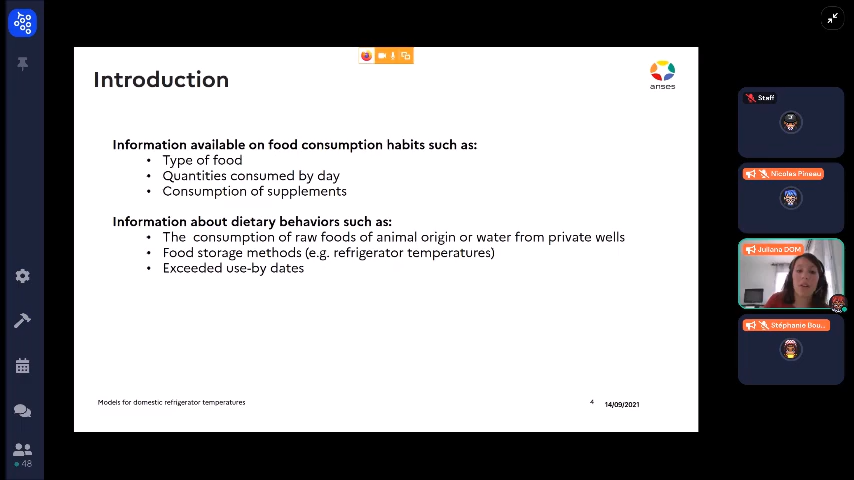 Introduction
anses
Information available on food consumption habits such as:
• Type of food
• Quantities consumed by day
• Consumption of supplements
Information about dietary behaviors such as:
• The consumption of raw foods of animal origin or water from private wells
• Food storage methods (e.g. refrigerator temperatures)
• Exceeded use-by dates
Models for domestic refrigerator temperatures
4
14/09/2021
Staff
Nicolas Pineau
Juliana DOM
Stéphanie Bou...
48